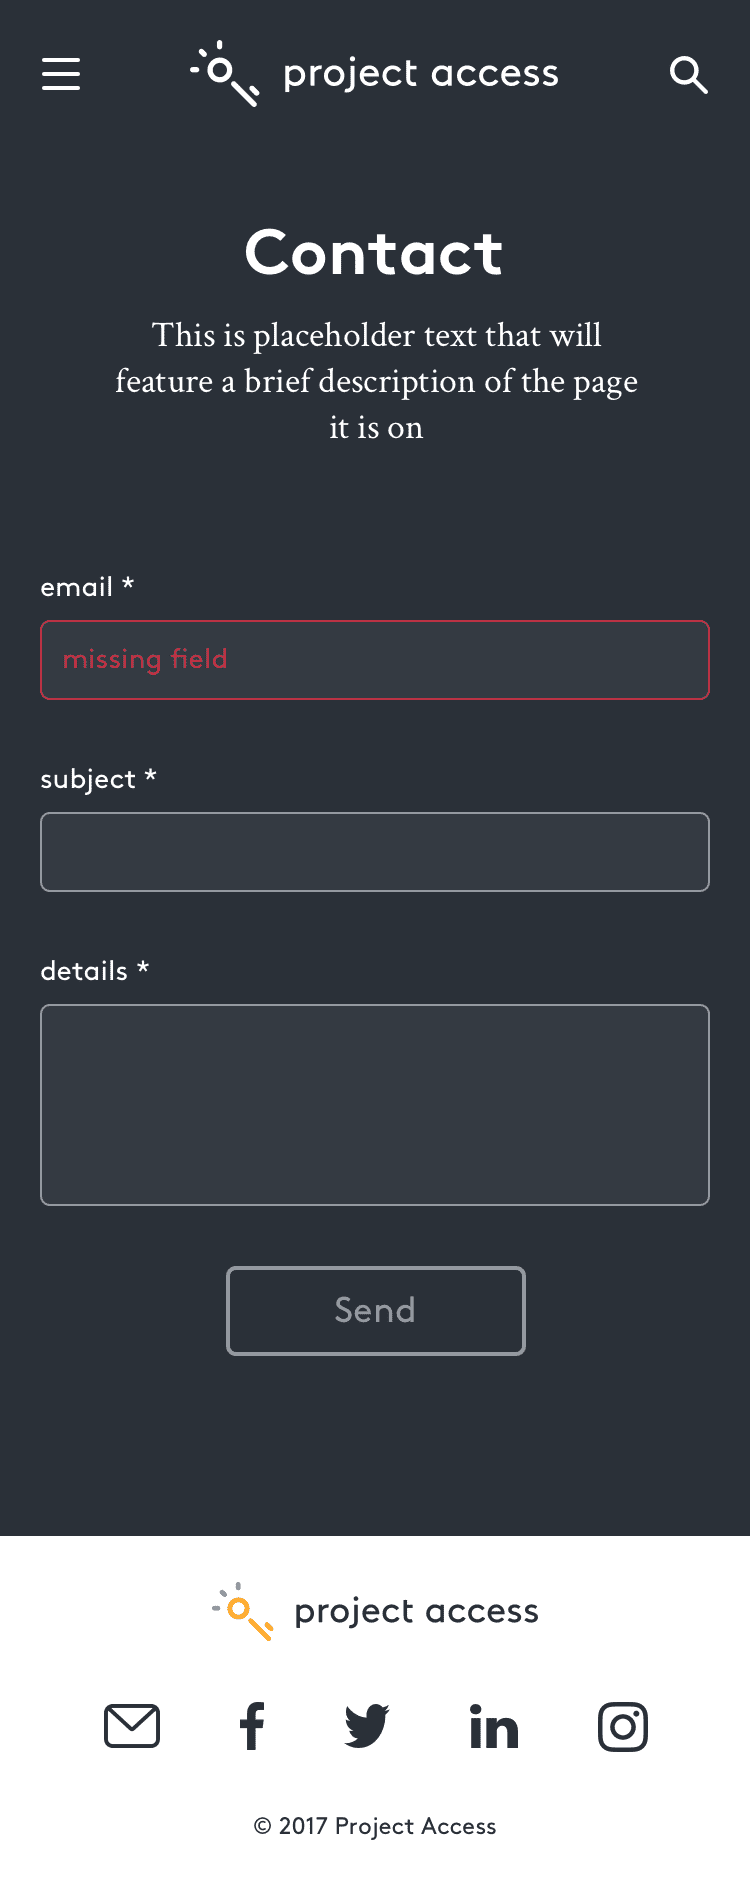 project access
Contact
This is placeholder text that will
feature a brief description of the page
it is on
email *
missing field
subject *
details *
Send
project access
© 2017 Project Access